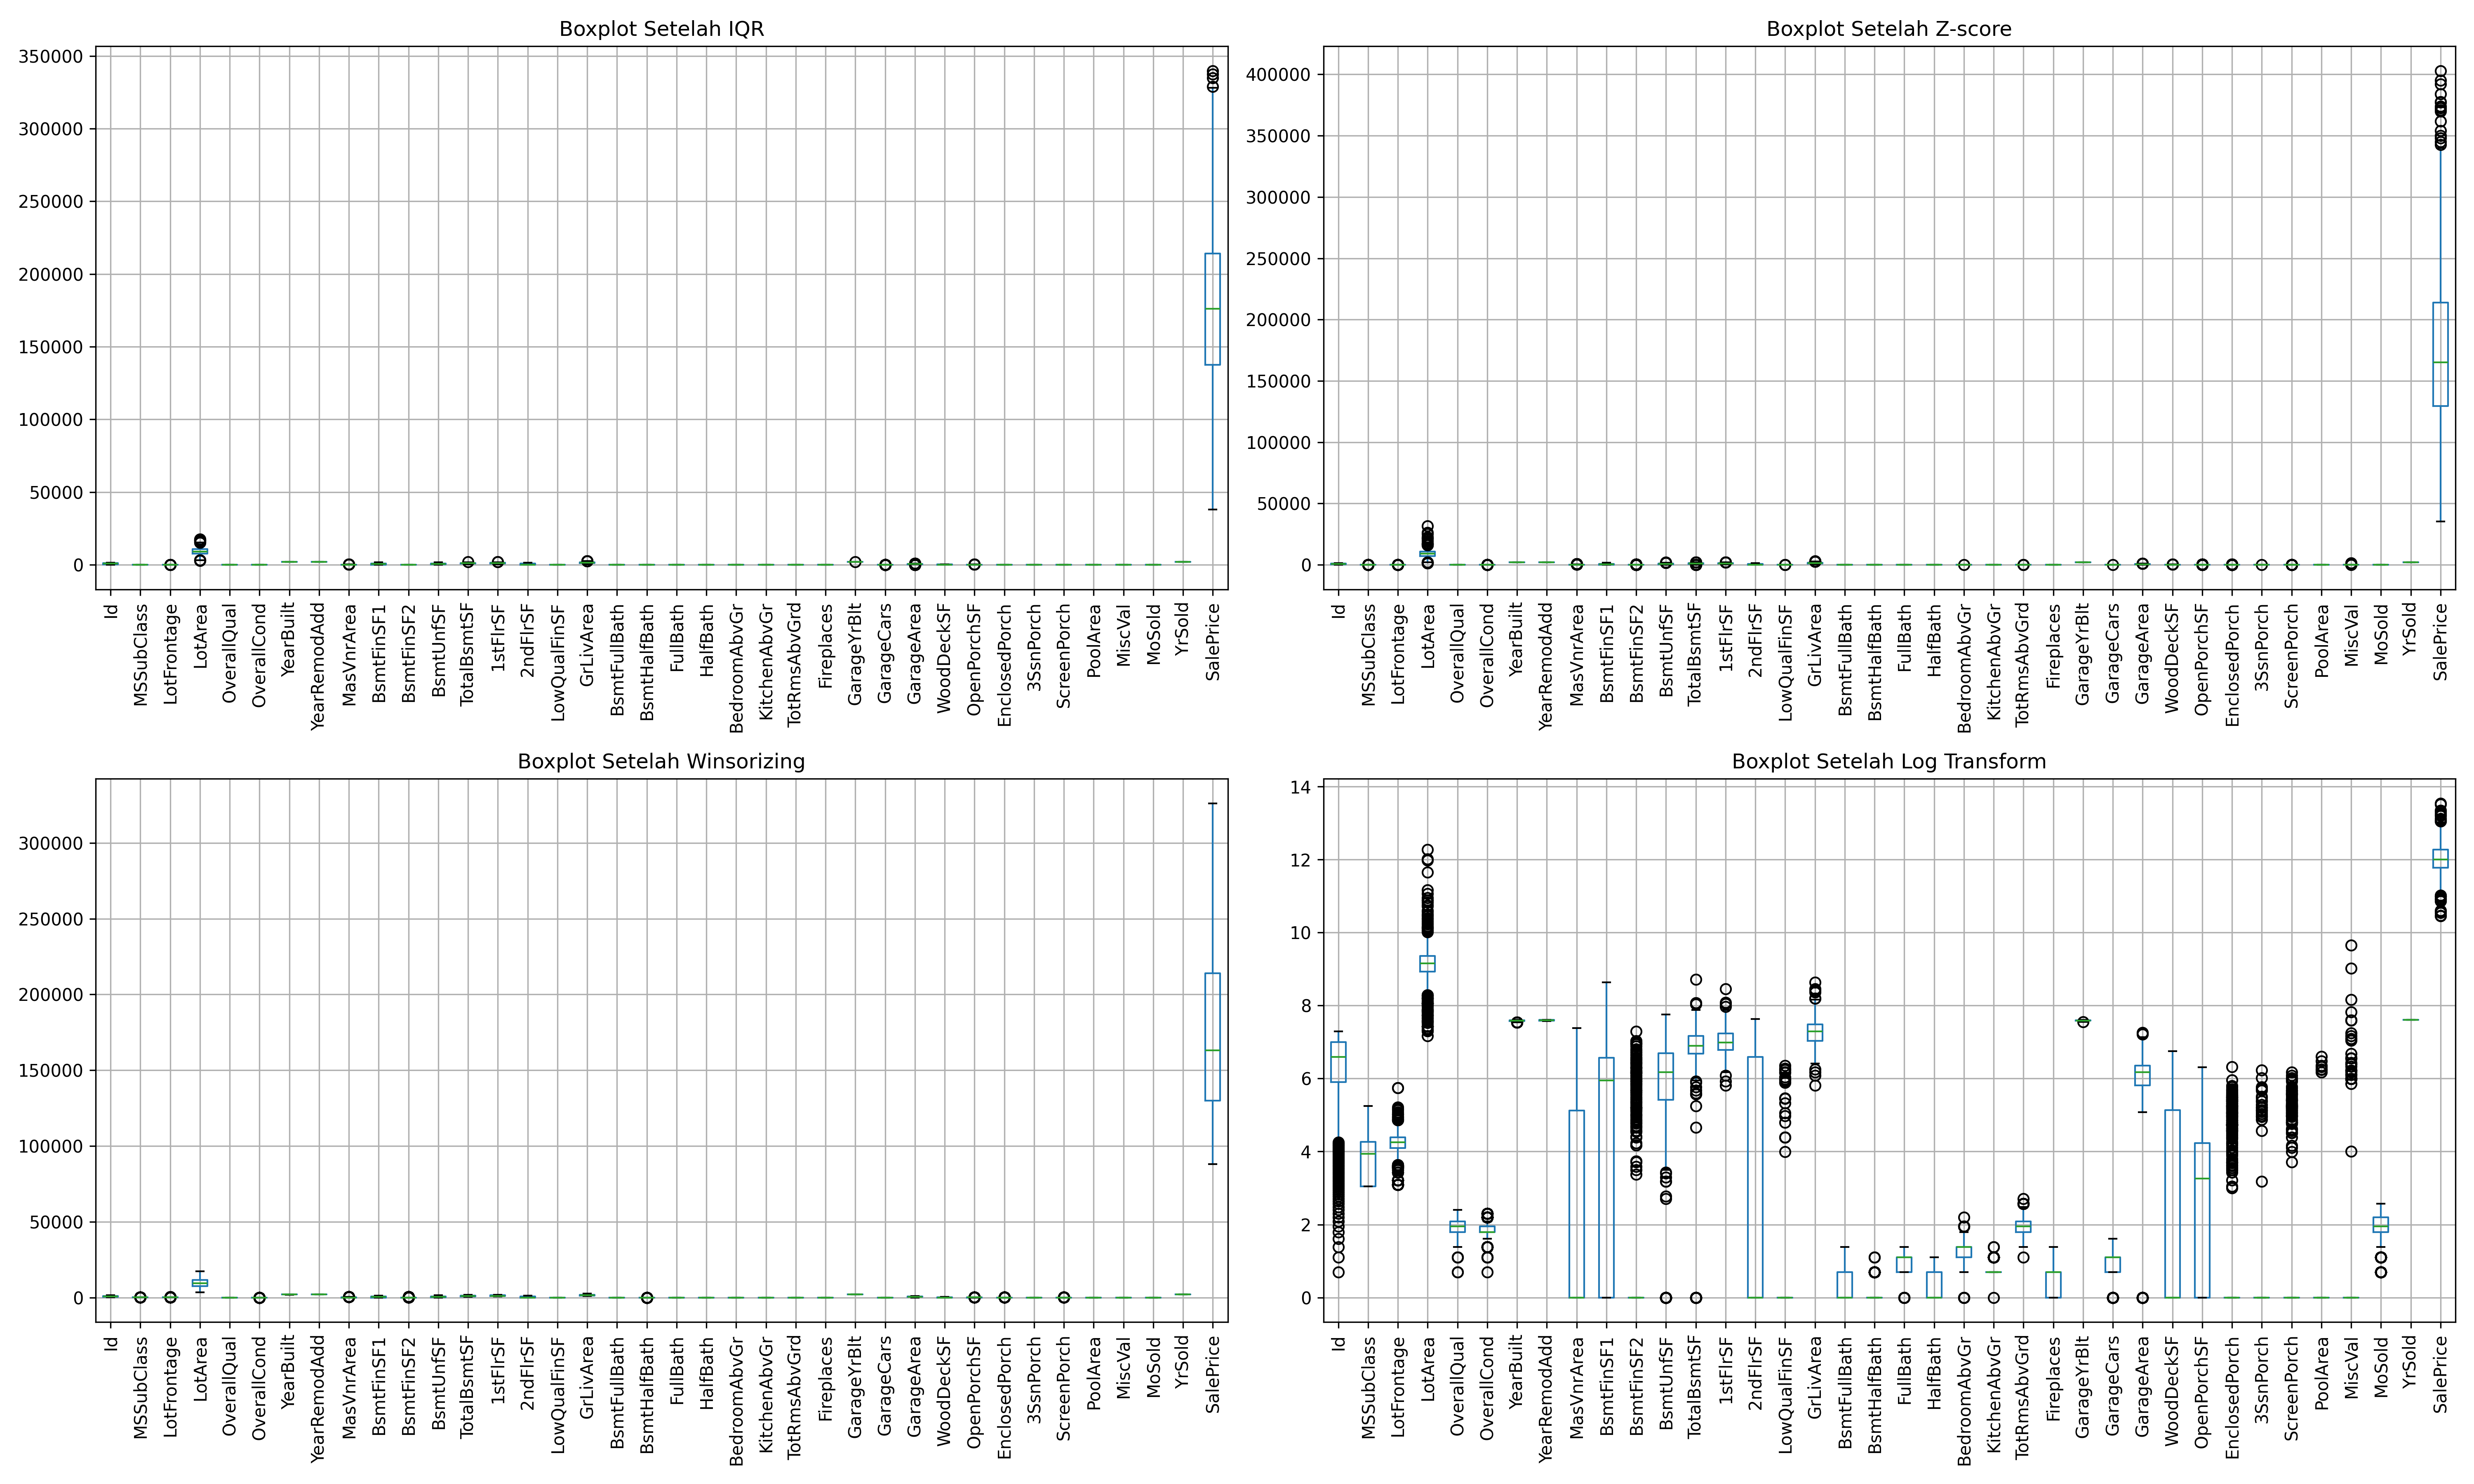 Boxplot Setelah IQR
350000
300000
250000
200000
150000
100000
50000
0
Id
MSSubClass
LotFrontage
LotArea
OverallQual
OverallCond
YearBuilt
YearRemodAdd
MasVnrArea
BsmtFinSF1
BsmtFinSF2
BsmtUnfSF
TotalBsmtSF
1stFlrSF
2ndFlrSF
LowQualFinSF
GrLivArea
BsmtFullBath
BsmtHalfBath
FullBath
HalfBath
BedroomAbvGr
KitchenAbvGr
TotRmsAbvGrd
Fireplaces
GarageYrBlt
GarageCars
GarageArea
WoodDeckSF
OpenPorchSF
EnclosedPorch
3SsnPorch
ScreenPorch
PoolArea
MiscVal
MoSold
YrSold
SalePrice
Boxplot Setelah Z-score
400000
350000
300000
250000
200000
150000
100000
50000
0
Id
MSSubClass
LotFrontage
LotArea
OverallQual
OverallCond
YearBuilt
YearRemodAdd
MasVnrArea
BsmtFinSF1
BsmtFinSF2
BsmtUnfSF
TotalBsmtSF
1stFlrSF
2ndFlrSF
LowQualFinSF
GrLivArea
BsmtFullBath
BsmtHalfBath
FullBath
HalfBath
BedroomAbvGr
KitchenAbvGr
TotRmsAbvGrd
Fireplaces
GarageYrBlt
GarageCars
GarageArea
WoodDeckSF
OpenPorchSF
EnclosedPorch
3SsnPorch
ScreenPorch
PoolArea
MiscVal
MoSold
YrSold
SalePrice
Boxplot Setelah Winsorizing
300000
250000
200000
150000
100000
50000
0
Id
MSSubClass
LotFrontage
LotArea
OverallQual
OverallCond
YearBuilt
YearRemodAdd
MasVnrArea
BsmtFinSF1
BsmtFinSF2
BsmtUnfSF
TotalBsmtSF
1stFlrSF
2ndFlrSF
LowQualFinSF
GrLivArea
BsmtFullBath
BsmtHalfBath
FullBath
HalfBath
BedroomAbvGr
KitchenAbvGr
TotRmsAbvGrd
Fireplaces
GarageYrBlt
GarageCars
GarageArea
WoodDeckSF
OpenPorchSF
EnclosedPorch
3SsnPorch
ScreenPorch
PoolArea
MiscVal
MoSold
YrSold
SalePrice
Boxplot Setelah Log Transform
14
12
10
8
6
4
2
0
Id
MSSubClass
LotFrontage
LotArea
OverallQual
OverallCond
YearBuilt
YearRemodAdd
MasVnrArea
BsmtFinSF1
BsmtFinSF2
BsmtUnfSF
TotalBsmtSF
1stFlrSF
2ndFlrSF
LowQualFinSF
GrLivArea
BsmtFullBath
BsmtHalfBath
FullBath
HalfBath
BedroomAbvGr
KitchenAbvGr
TotRmsAbvGrd
Fireplaces
GarageYrBlt
GarageCars
GarageArea
WoodDeckSF
OpenPorchSF
EnclosedPorch
3SsnPorch
ScreenPorch
PoolArea
MiscVal
MoSold
YrSold
SalePrice